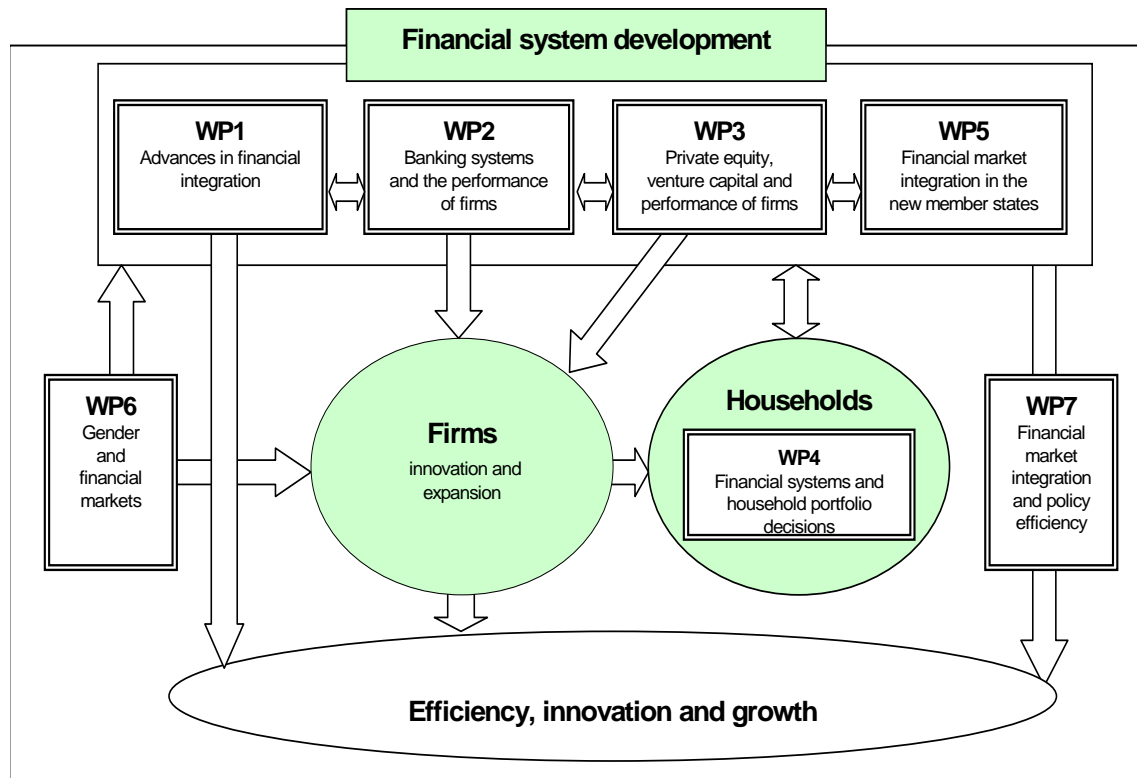 Financial system development
WP1
Advances in financial
integration
WP2
Banking systems
and the performance
of firms
WP3
Private equity,
venture capital and
performance of firms
WP5
Financial market
integration in the
new member states
WP6
Gender
and
financial
markets
Firms
innovation and
expansion
Households
WP4
Financial systems and
household portfolio
decisions
WP7
Financial
market
integration
and policy
efficiency
Efficiency, innovation and growth